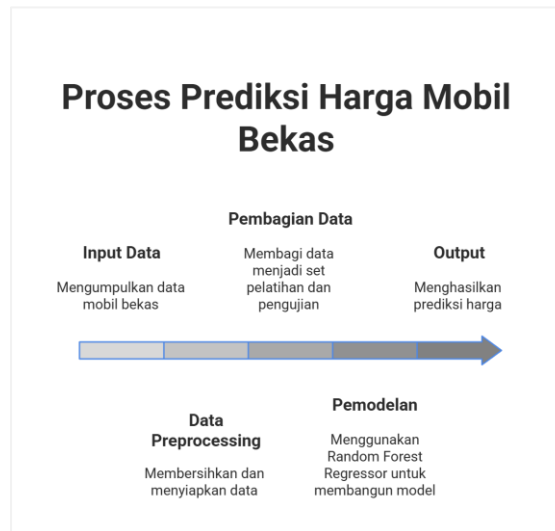 Proses Prediksi Harga Mobil
Bekas
Input Data
Mengumpulkan data
mobil bekas
Data
Preprocessing
Membersihkan dan
menyiapkan data
Pembagian Data
Membagi data
menjadi set
pelatihan dan
pengujian
Pemodelan
Menggunakan
Random Forest
Regressor untuk
membangun model
Output
Menghasilkan
prediksi harga